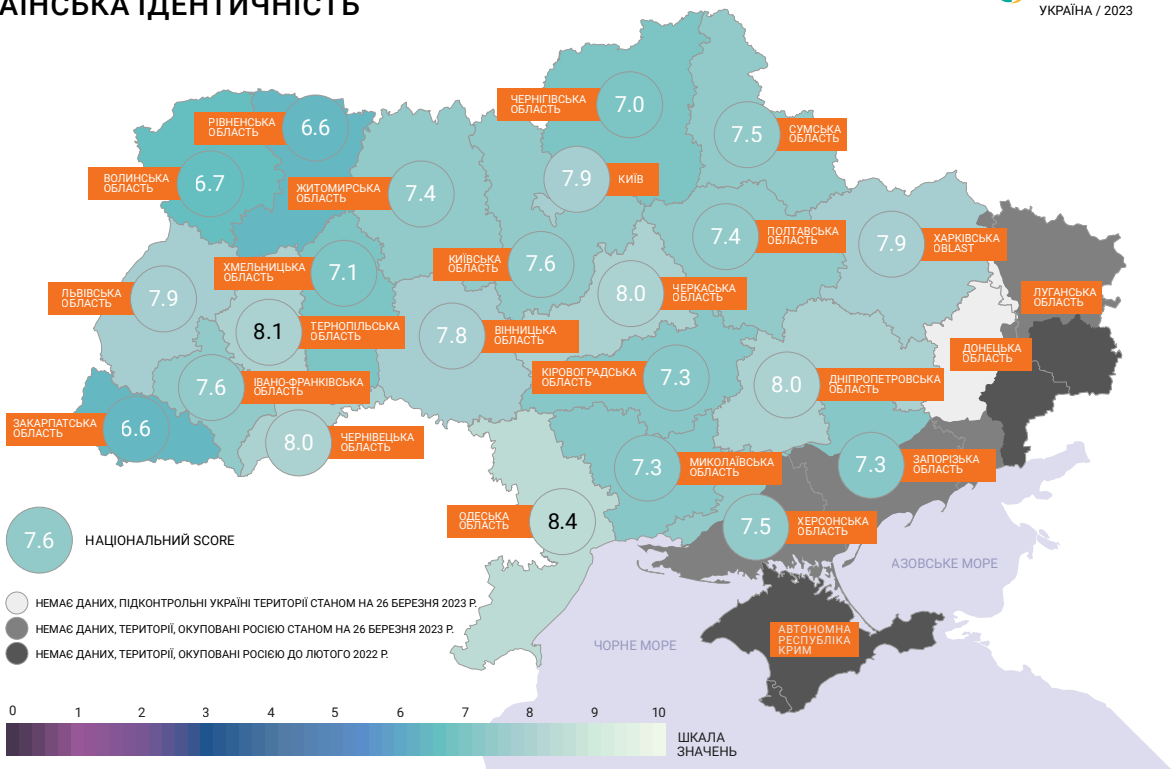 АЇНСЬКА ІДЕНТИЧНІСТЬ
УКРАЇНА / 2023
ЧЕРНІГІВСЬКА
ОБЛАСТЬ
7.0
РІВНЕНСЬКА
ОБЛАСТЬ
6.6
7.5
СУМСЬКА
ОБЛАСТЬ
ВОЛИНСЬКА
ОБЛАСТЬ
6.7
ЖИТОМИРСЬКА
ОБЛАСТЬ
7.4
7.9
КИЇВ
7.4
ПОЛТАВСЬКА
ОБЛАСТЬ
7.9
ХАРКІВСЬКА
OBLAST
ХМЕЛЬНИЦЬКА
ОБЛАСТЬ
7.1
КИЇВСЬКА
ОБЛАСТЬ
7.6
ЛЬВІВСЬКА
ОБЛАСТЬ
7.9
8.0
ЧЕРКАСЬКА
ОБЛАСТЬ
ЛУГАНСЬКА
ОБЛАСТЬ
8.1
ТЕРНОПІЛЬСЬКА
ОБЛАСТЬ
7.8
ВІННИЦЬКА
ОБЛАСТЬ
ДОНЕЦЬКА
ОБЛАСТЬ
7.6
ІВАНО-ФРАНКІВСЬКА
ОБЛАСТЬ
КІРОВОГРАДСЬКА
ОБЛАСТЬ
7.3
8.0
ДНІПРОПЕТРОВСЬКА
ОБЛАСТЬ
ЗАКАРПАТСЬКА
ОБЛАСТЬ
6.6
8.0
ЧЕРНІВЕЦЬКА
ОБЛАСТЬ
7.3
МИКОЛАЇВСЬКА
ОБЛАСТЬ
7.3
ЗАПОРІЗЬКА
ОБЛАСТЬ
ОДЕСЬКА
ОБЛАСТЬ
8.4
7.5
ХЕРСОНСЬКА
ОБЛАСТЬ
7.6
НАЦІОНАЛЬНИЙ SCORE
АЗОВСЬКЕ МОРЕ
НЕМАЄ ДАНИХ, ПІДКОНТРОЛЬНІ УКРАЇНІ ТЕРИТОРІЇ СТАНОМ НА 26 БЕРЕЗНЯ 2023 Р.
НЕМАЄ ДАНИХ, ТЕРИТОРІЇ, ОКУПОВАНІ РОСІЄЮ СТАНОМ НА 26 БЕРЕЗНЯ 2023 Р.
НЕМАЄ ДАНИХ, ТЕРИТОРІЇ, ОКУПОВАНІ РОСІЄЮ ДО ЛЮТОГО 2022 Р.
ЧОРНЕ МОРЕ
АВТОНОМНА
РЕСПУБЛІКА
КРИМ
0 1 2 3 4 5 6 7 8 9 10
ШКАЛА
ЗНАЧЕНЬ